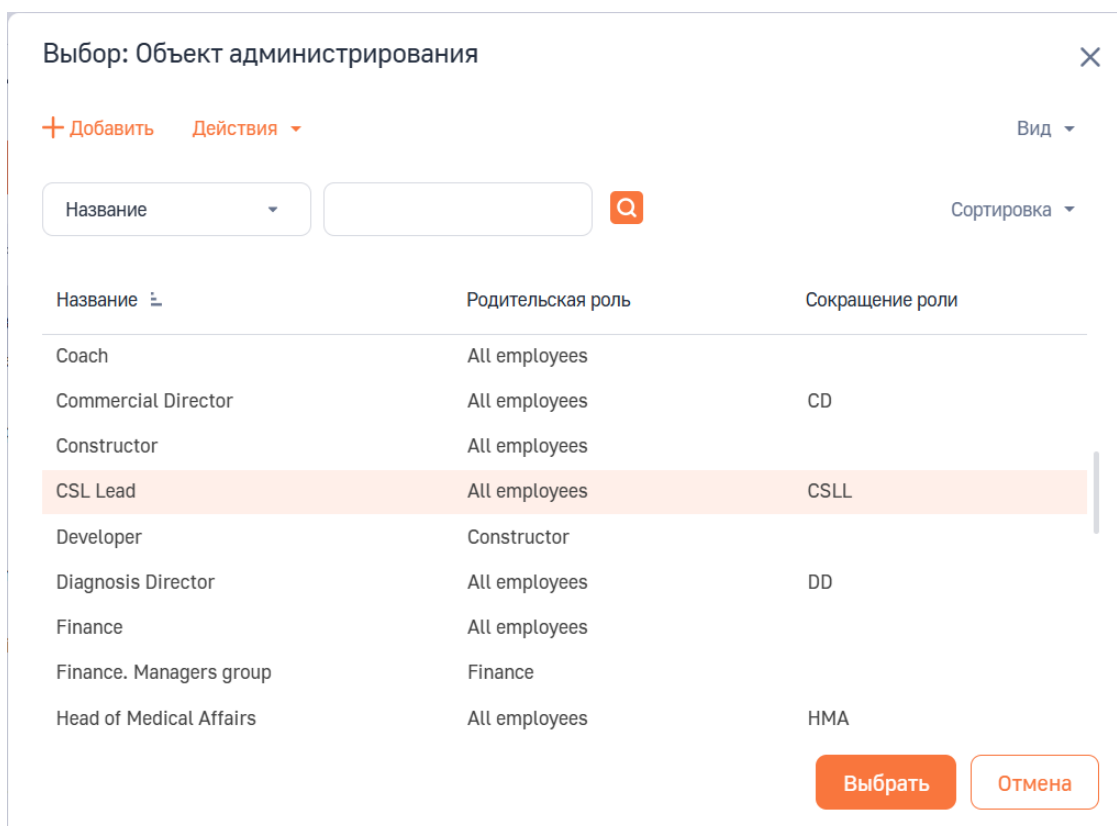 Выбор: Объект администрирования
Добавить Действия Вид
Название Сортировка
Название Родительская роль Сокращение роли
Coach All employees
Commercial Director All employees CD
Constructor All employees
CSL Lead All employees CSLL
Developer Constructor
Diagnosis Director All employees DD
Finance All employees
Finance. Managers group Finance
Head of Medical Affairs All employees HMA
Выбрать Отмена